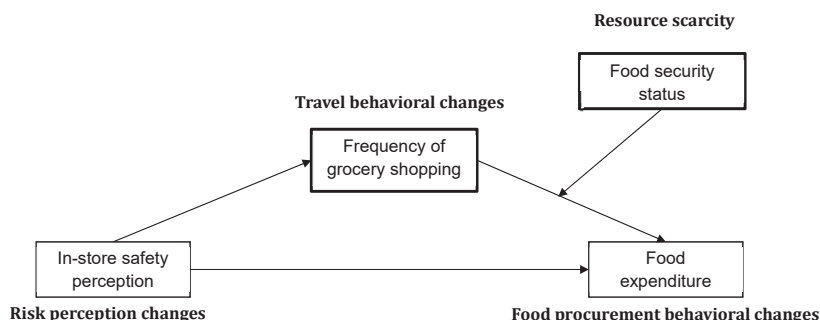 Resource scarcity
Food security
status
Travel behavioral changes
Frequency of
grocery shopping
In-store safety
perception
Food
expenditure
Risk perception changes
Food procurement behavioral changes